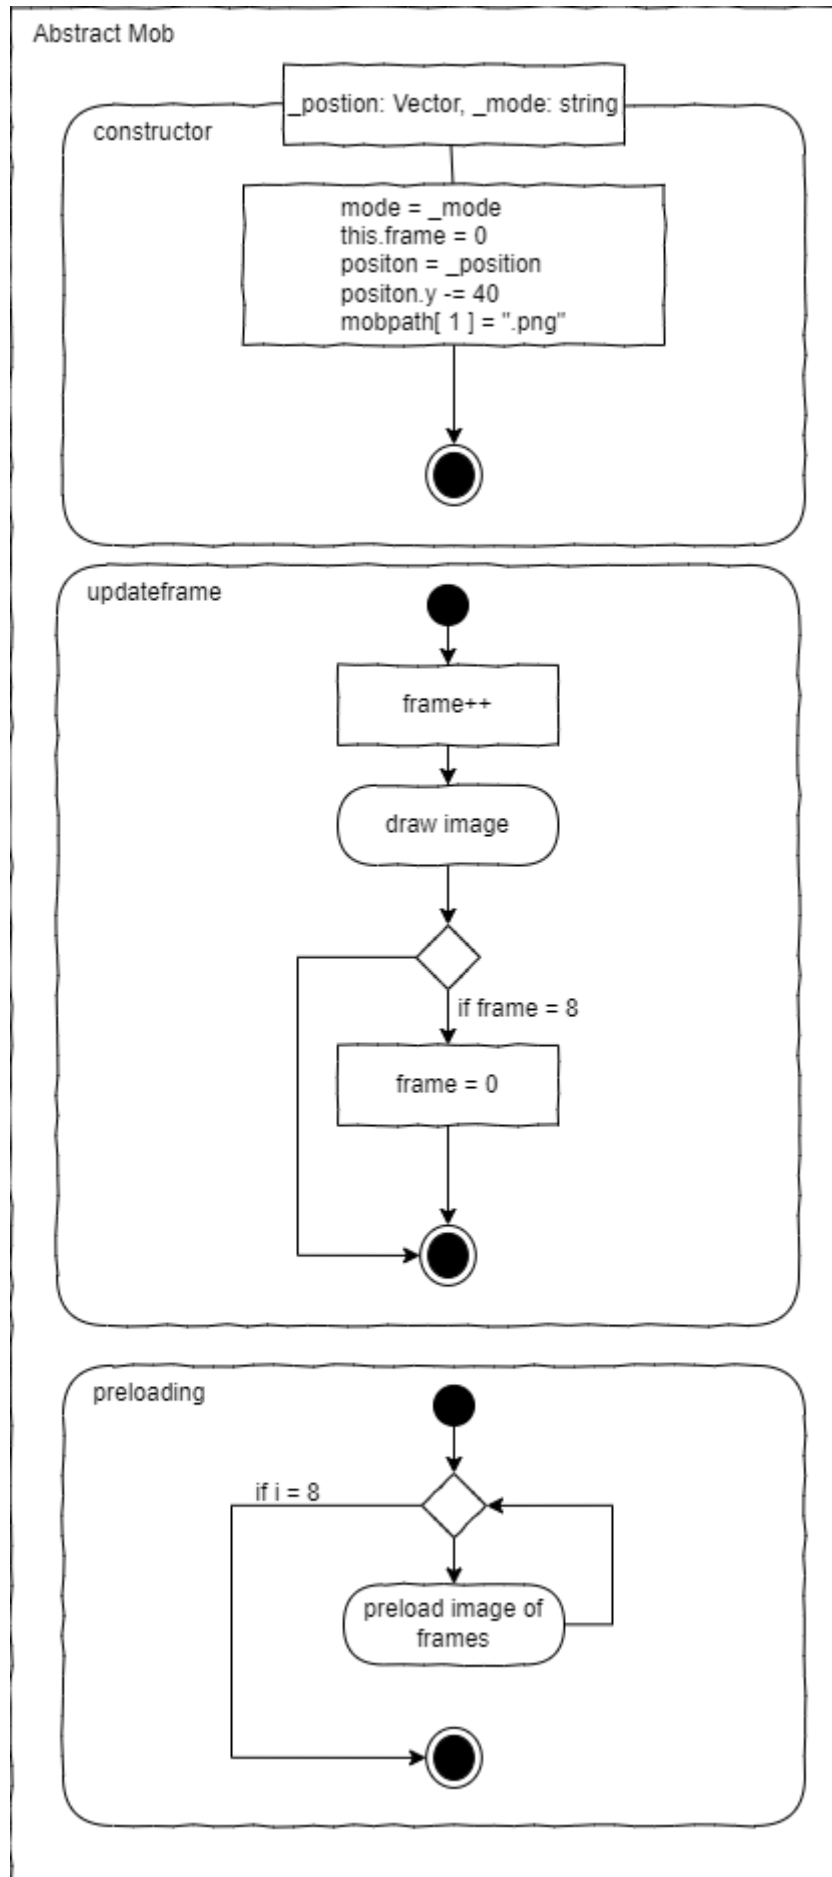 Abstract Mob
_postion: Vector, _mode: string
constructor
mode = _mode
this.frame = 0
positon = _position
positon.y -= 40
mobpath[ 1 ] = ".png"
updateframe
frame++
draw image
if frame = 8
frame = 0
preloading
if i = 8
preload image of
frames